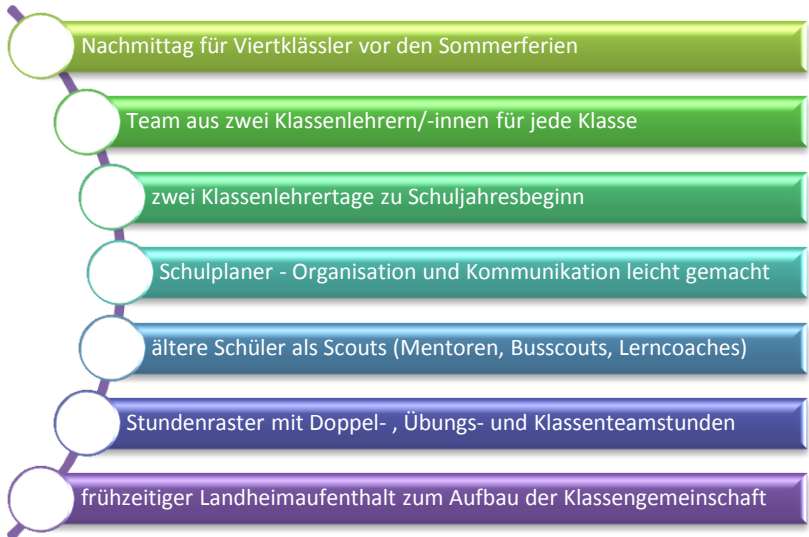 Nachmittag für Viertklässler vor den Sommerferien
Team aus zwei Klassenlehrern/-innen für jede Klasse
zwei Klassenlehrertage zu Schuljahresbeginn
Schulplaner - Organisation und Kommunikation leicht gemacht
ältere Schüler als Scouts (Mentoren, Busscouts, Lerncoaches)
Stundenraster mit Doppel- , Übungs- und Klassenteamstunden
frühzeitiger Landheimaufenthalt zum Aufbau der Klassengemeinschaft